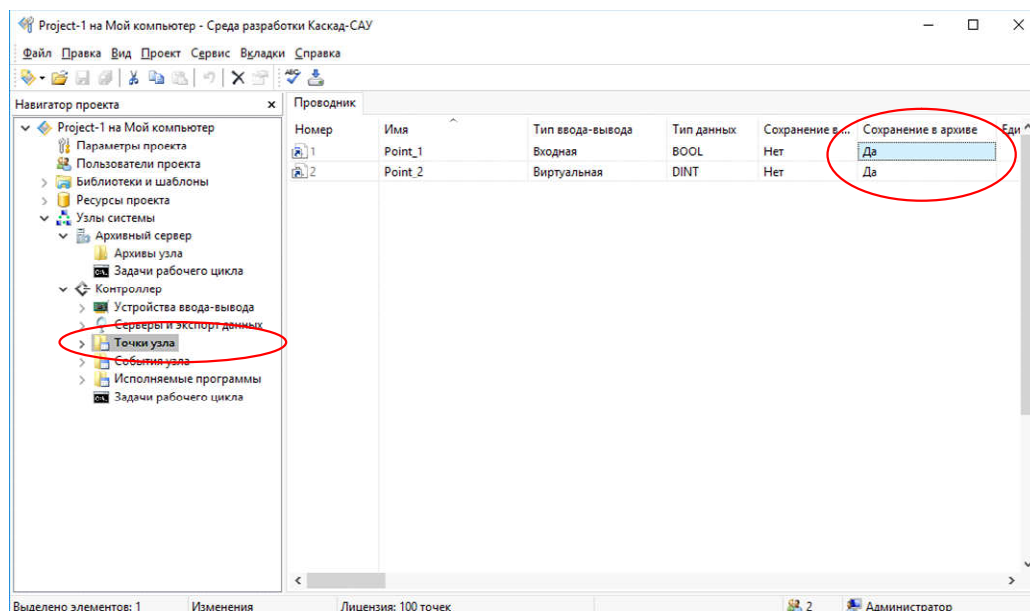 Project-1 на Мой компьютер - Среда разработки Каскад-САУ
Файл Правка Вид Проект Сервис Вкладки Справка
Навигатор проекта
Проводник
Project-1 на Мой компьютер
Параметры проекта
Пользователи проекта
Библиотеки и шаблоны
Ресурсы проекта
Узлы системы
Архивный сервер
Архивы узла
Задачи рабочего цикла
Контроллер
Устройства ввода-вывода
Серверы и экспорт данных
Точки узла
События узла
Исполняемые программы
Задачи рабочего цикла
Номер Имя Тип ввода-вывода Тип данных Сохранение в... Сохранение в архиве Еди
1 Point_1 Входная BOOL Нет Да
2 Point_2 Виртуальная DINT Нет Да
Выделено элементов: 1 Изменения Лицензия: 100 точек 2 Администратор